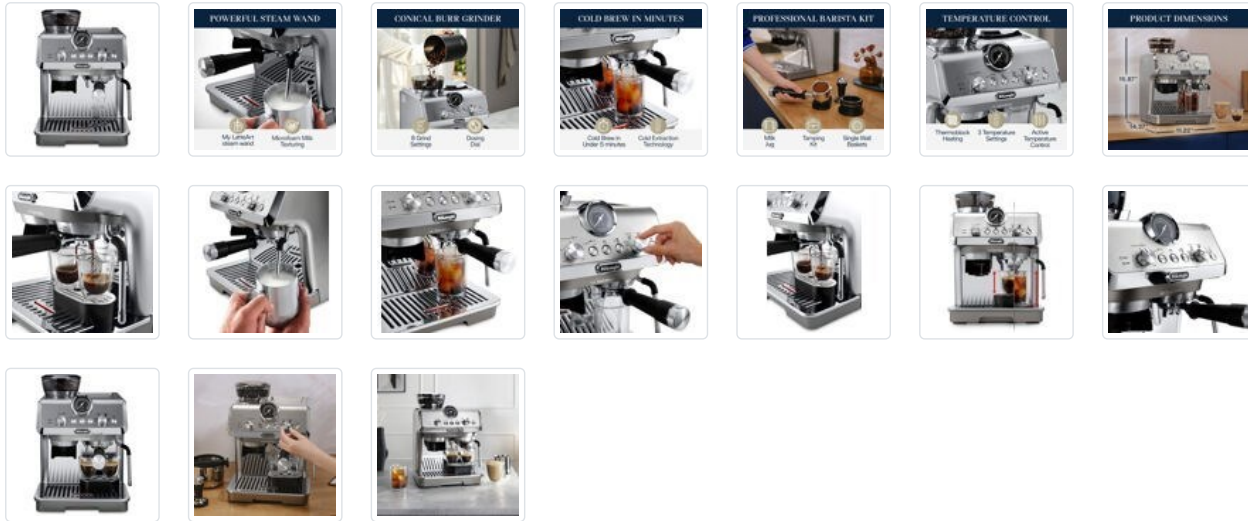 POWERFUL STEAM WAND
CONICAL BURR GRINDER
COLD BREW IN MINUTES
PROFESSIONAL BARISTA KIT
TEMPERATURE CONTROL
PRODUCT DIMENSIONS
My LatteArt
steam wand
Microfoam Milk
Texturing
8 Grind
Settings
Dosing
Dial
Cold Brew in
Under 5 minutes
Cold Extraction
Technology
Milk
Jug
Tamping
Kit
Single Wall
Baskets
Thermoblock
Heating
3 Temperature
Settings
Active
Temperature
Control
DeLonghi